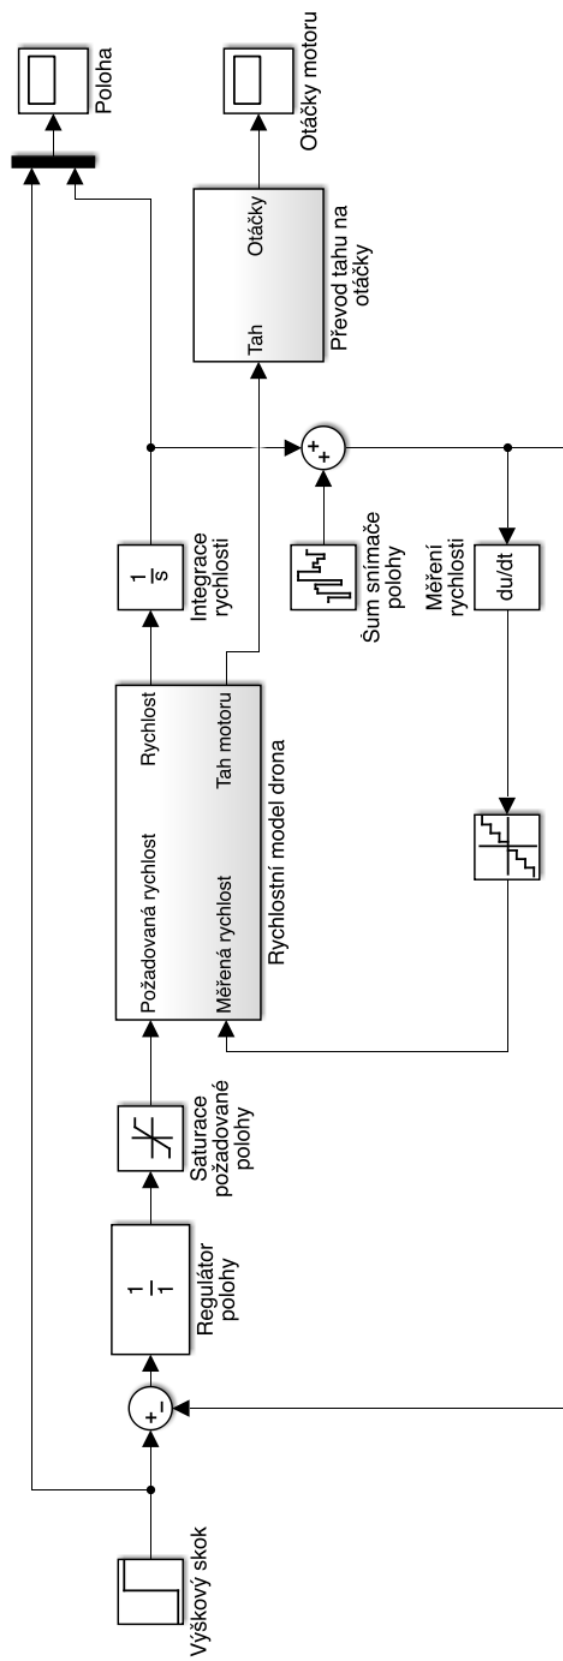 Výškový skok
+
−
1
1
Regulátor
polohy
Saturace
požadované
polohy
Požadovaná rychlost
Rychlost
Měřená rychlost
Tah motoru
Rychlostní model drona
1
s
Integrace
rychlosti
Poloha
Tah
Otáčky
Převod tahu na
otáčky
Otáčky motoru
+
+
Šum snímače
polohy
Měření
rychlosti
du/dt